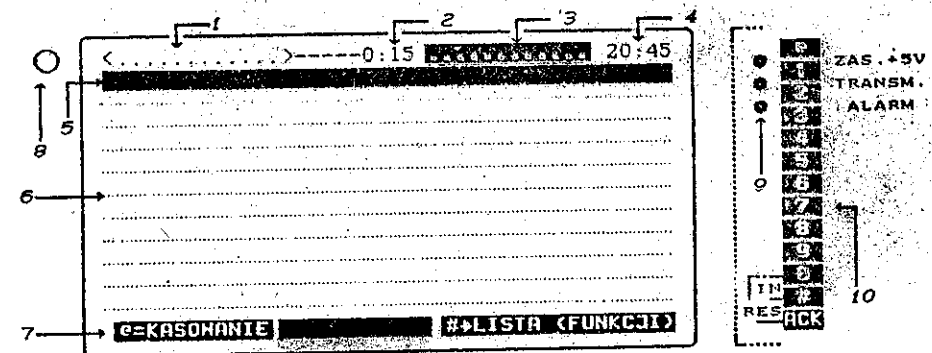 1 2 3 4
<.............>-----0:15 20:45
5
8
6
7
@=KASOWANIE #→LISTA (FUNKCJI)
@
1
2
3
4
5
6
7
8
9
0
#
ACK
ZAS.+5V
TRANSM.
ALARM
9
10
IN
RES